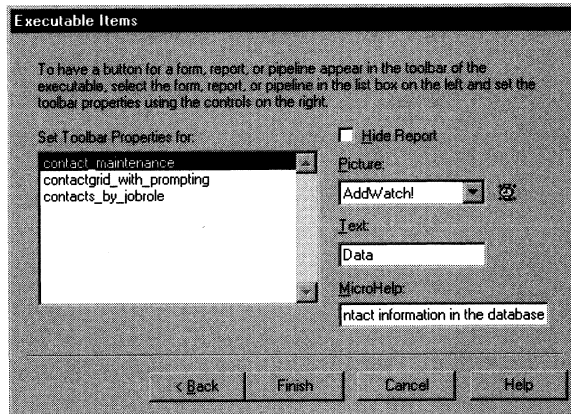 Executable Items
To have a button for a form, report, or pipeline appear in the toolbar of the
executable, select the form, report, or pipeline in the list box on the left and set the
toolbar properties using the controls on the right.
Set Toolbar Properties for:
contact_maintenance
contactgrid_with_prompting
contacts_by_jobrole
Hide Report
Picture:
AddWatch!
Text:
Data
MicroHelp:
ntact information in the database
< Back
Finish
Cancel
Help